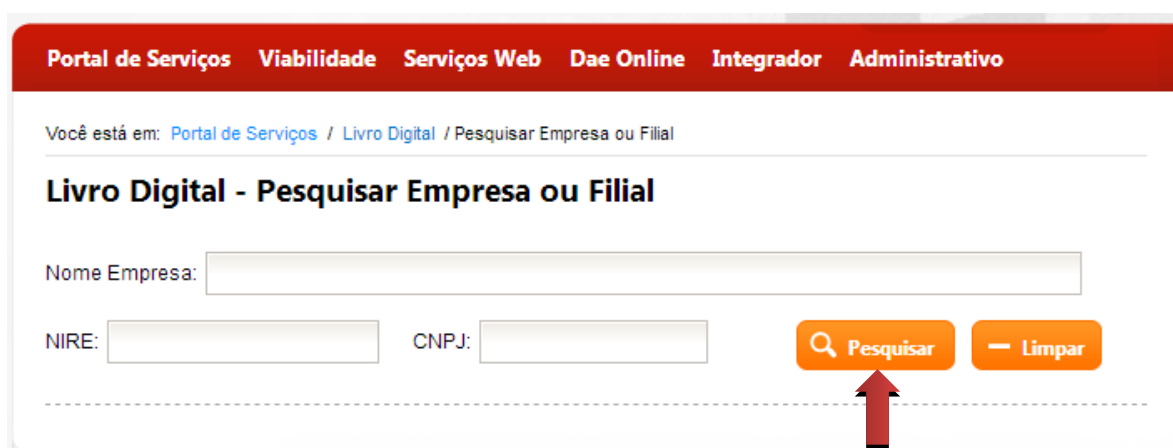 Portal de Serviços Viabilidade Serviços Web Dae Online Integrador Administrativo
Você está em: Portal de Serviços / Livro Digital / Pesquisar Empresa ou Filial
Livro Digital - Pesquisar Empresa ou Filial
Nome Empresa:
NIRE: CNPJ: Pesquisar Limpar